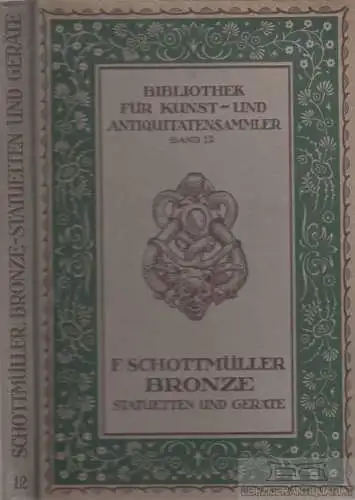 SCHOTTMÜLLER, BRONZE-STATUETTEN UND GERÄTE
12
BIBLIOTHEK
FÜR KUNST- UND
ANTIQUITÄTENSAMMLER
BAND 12
F. SCHOTTMÜLLER
BRONZE
STATUETTEN UND GERÄTE